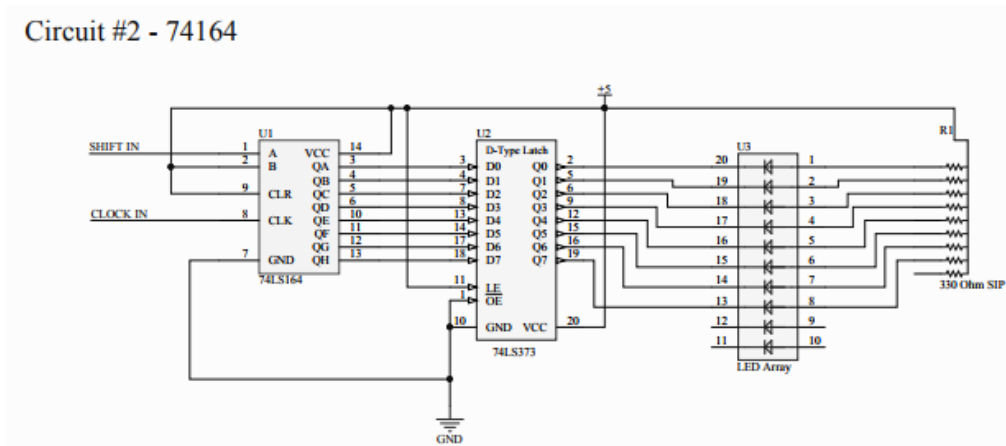 Circuit #2 - 74164
+5
R1
U1
U2
U3
D-Type Latch
SHIFT IN
1 A VCC 14
2 B QA 3
QB 4
9 CLR QC 5
QD 6
CLOCK IN
8 CLK QE 10
QF 11
QG 12
7 GND QH 13
74LS164
3 D0 Q0 2
4 D1 Q1 5
7 D2 Q2 6
8 D3 Q3 9
13 D4 Q4 12
14 D5 Q5 15
17 D6 Q6 16
18 D7 Q7 19
11 LE
1 OE
10 GND VCC 20
74LS373
20 1
19 2
18 3
17 4
16 5
15 6
14 7
13 8
12 9
11 10
LED Array
330 Ohm SIP
GND